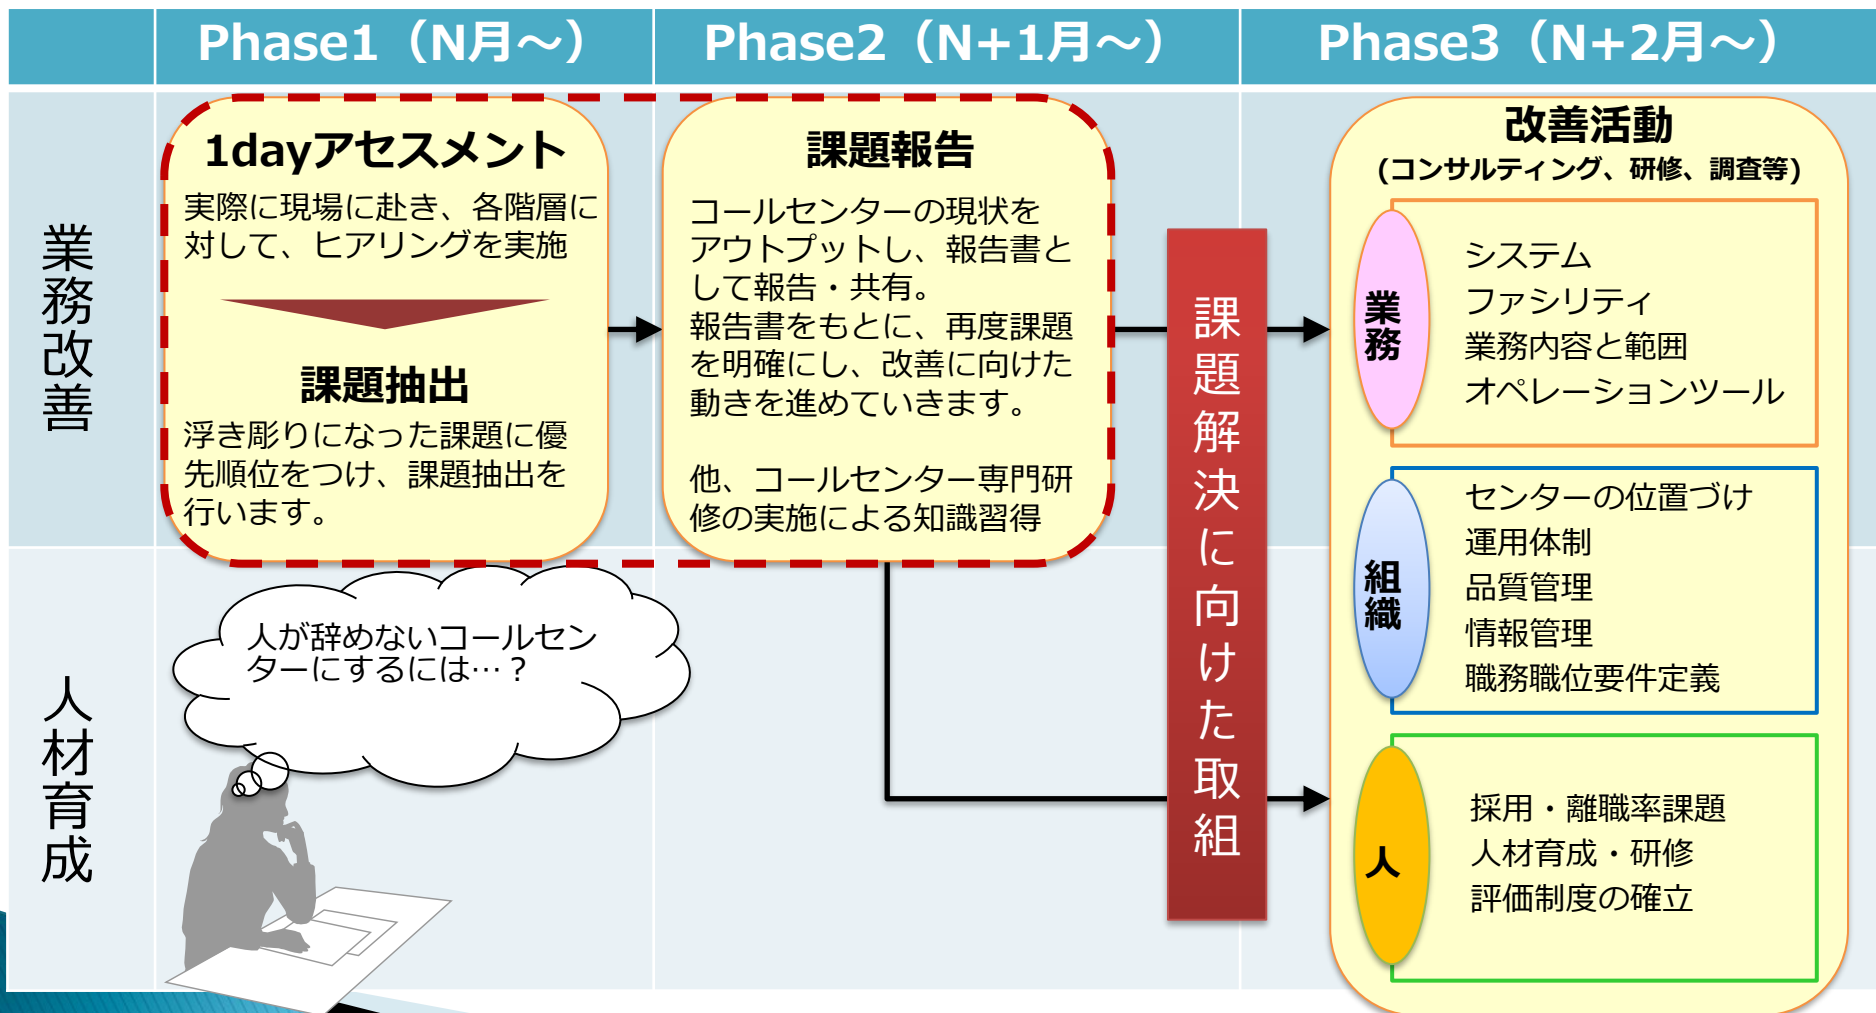 Phase1（N月～）
Phase2（N+1月～）
Phase3（N+2月～）
業務改善
1dayアセスメント
実際に現場に赴き、各階層に
対して、ヒアリングを実施
課題抽出
浮き彫りになった課題に優
先順位をつけ、課題抽出を
行います。
課題報告
コールセンターの現状を
アウトプットし、報告書と
して報告・共有。
報告書をもとに、再度課題
を明確にし、改善に向けた
動きを進めていきます。
他、コールセンター専門研
修の実施による知識習得
課題解決に向けた取組
改善活動
(コンサルティング、研修、調査等)
業務
システム
ファシリティ
業務内容と範囲
オペレーションツール
組織
センターの位置づけ
運用体制
品質管理
情報管理
職務職位要件定義
人
採用・離職率課題
人材育成・研修
評価制度の確立
人材育成
人が辞めないコールセン
ターにするには…？